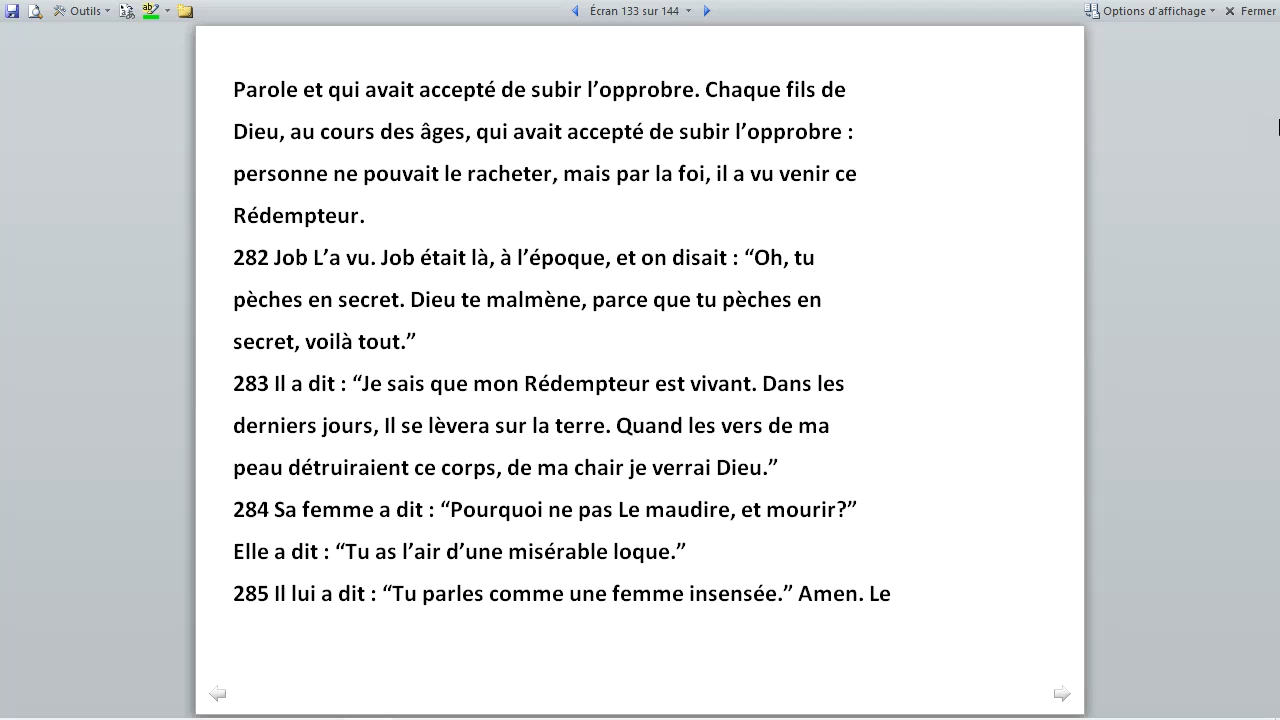 Outils
Écran 133 sur 144
Options d'affichage
Fermer
Parole et qui avait accepté de subir l’opprobre. Chaque fils de
Dieu, au cours des âges, qui avait accepté de subir l’opprobre :
personne ne pouvait le racheter, mais par la foi, il a vu venir ce
Rédempteur.
282 Job L’a vu. Job était là, à l’époque, et on disait : “Oh, tu
pèches en secret. Dieu te malmène, parce que tu pèches en
secret, voilà tout.”
283 Il a dit : “Je sais que mon Rédempteur est vivant. Dans les
derniers jours, Il se lèvera sur la terre. Quand les vers de ma
peau détruiraient ce corps, de ma chair je verrai Dieu.”
284 Sa femme a dit : “Pourquoi ne pas Le maudire, et mourir?”
Elle a dit : “Tu as l’air d’une misérable loque.”
285 Il lui a dit : “Tu parles comme une femme insensée.” Amen. Le